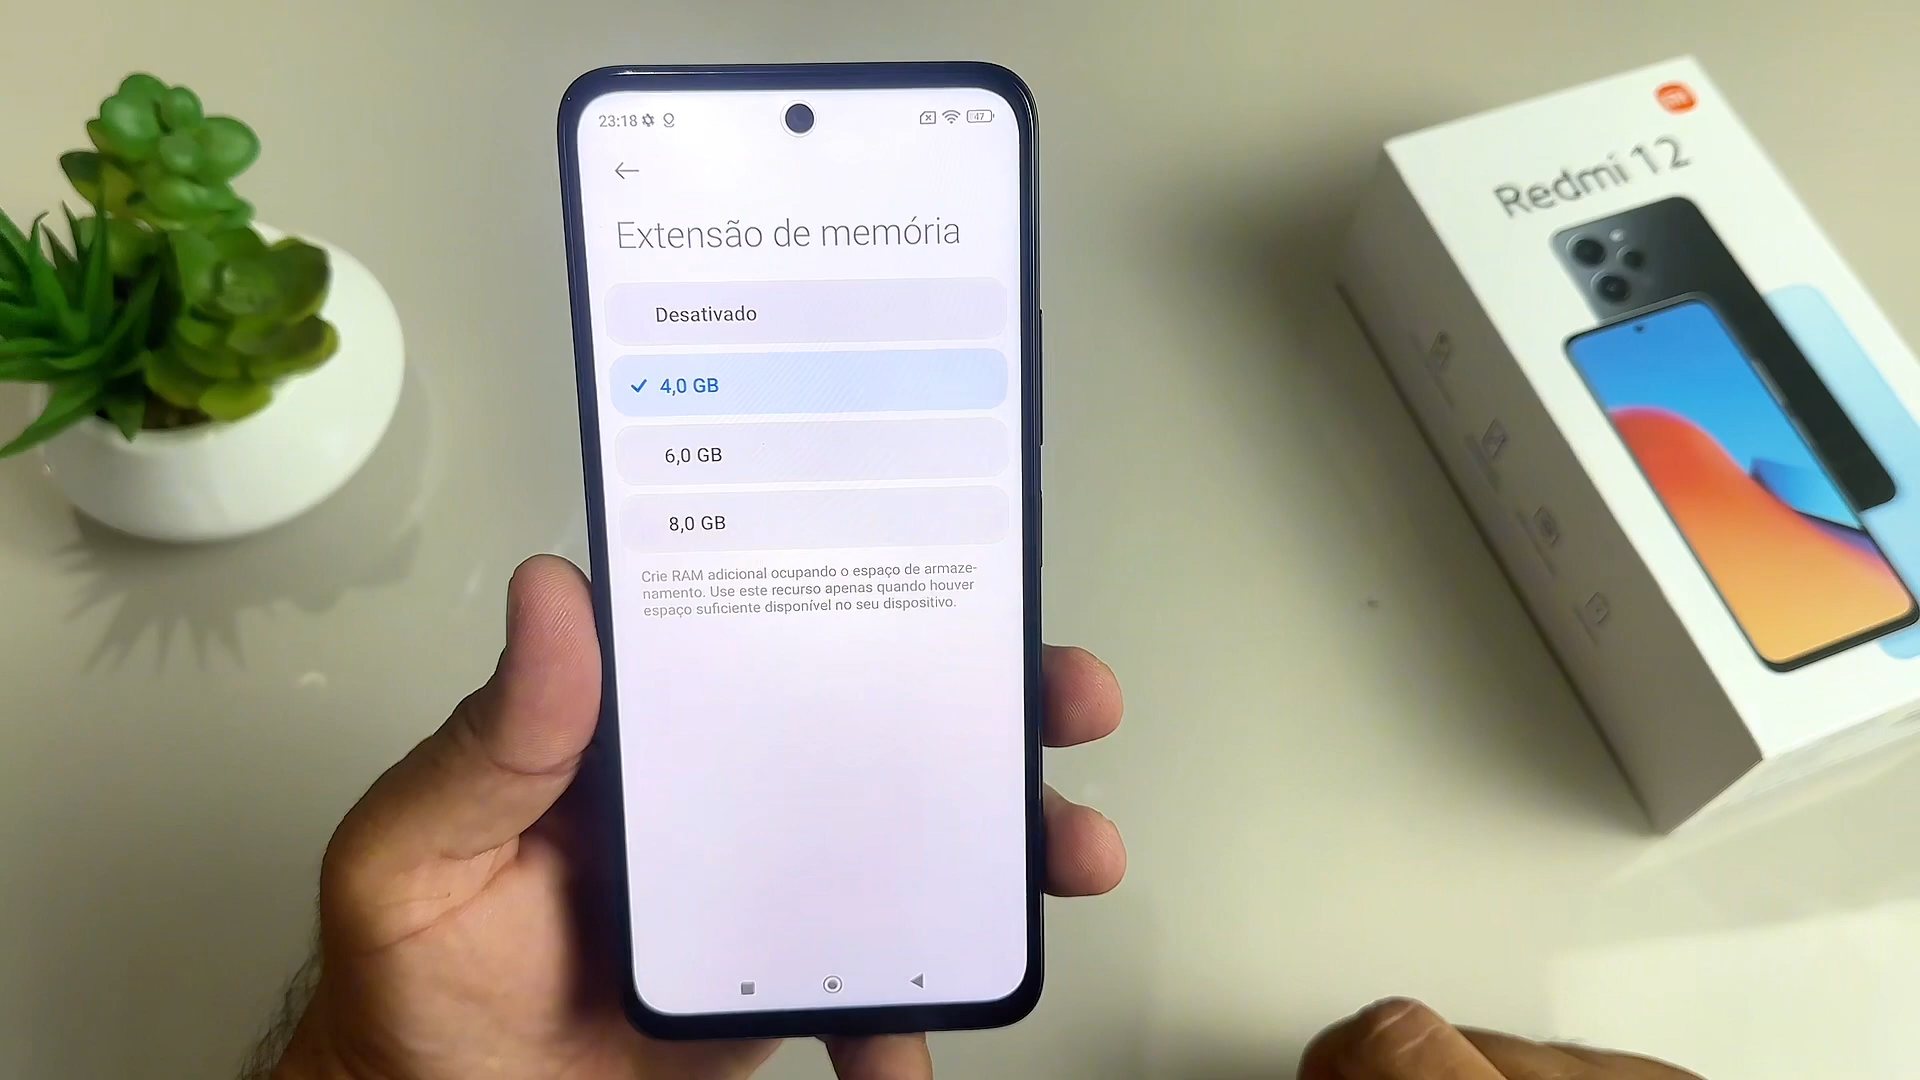 23:18
47
Extensão de memória
Desativado
4,0 GB
6,0 GB
8,0 GB
Crie RAM adicional ocupando o espaço de armaze-
namento. Use este recurso apenas quando houver
espaço suficiente disponível no seu dispositivo.
Redmi 12